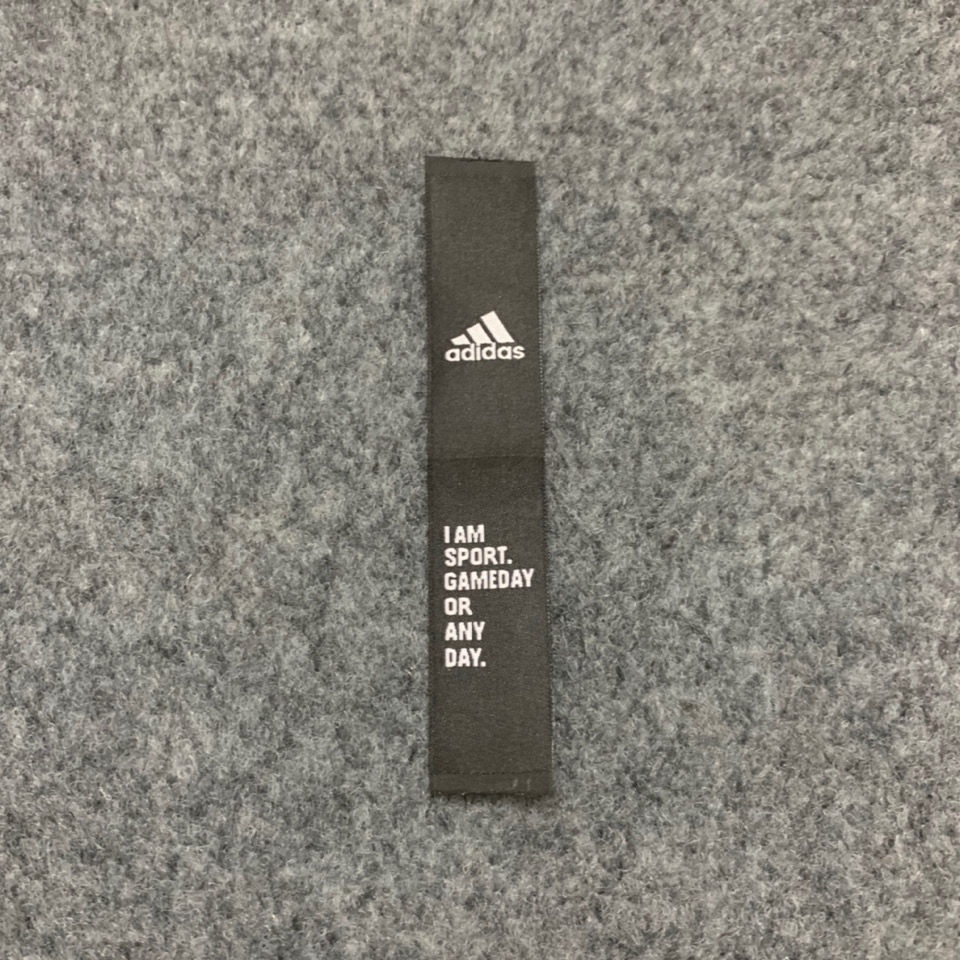 adidas
I AM
SPORT.
GAMEDAY
OR
ANY
DAY.